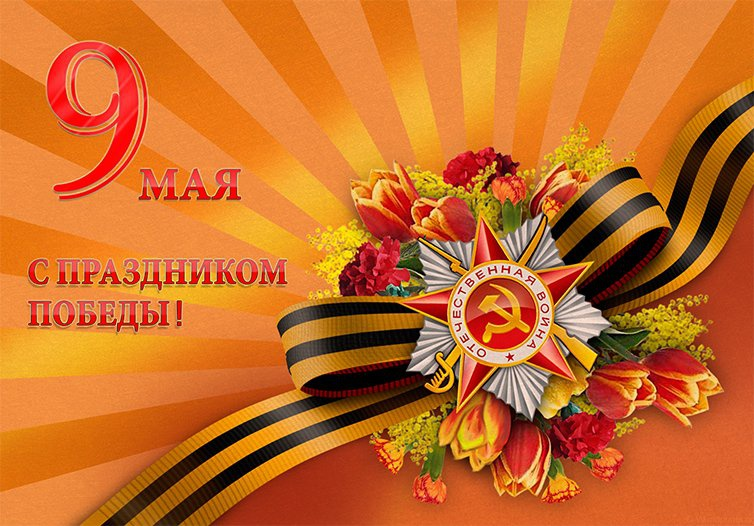 9
МАЯ
С ПРАЗДНИКОМ
ПОБЕДЫ!
ОТЕЧЕСТВЕННАЯ ВОЙНА